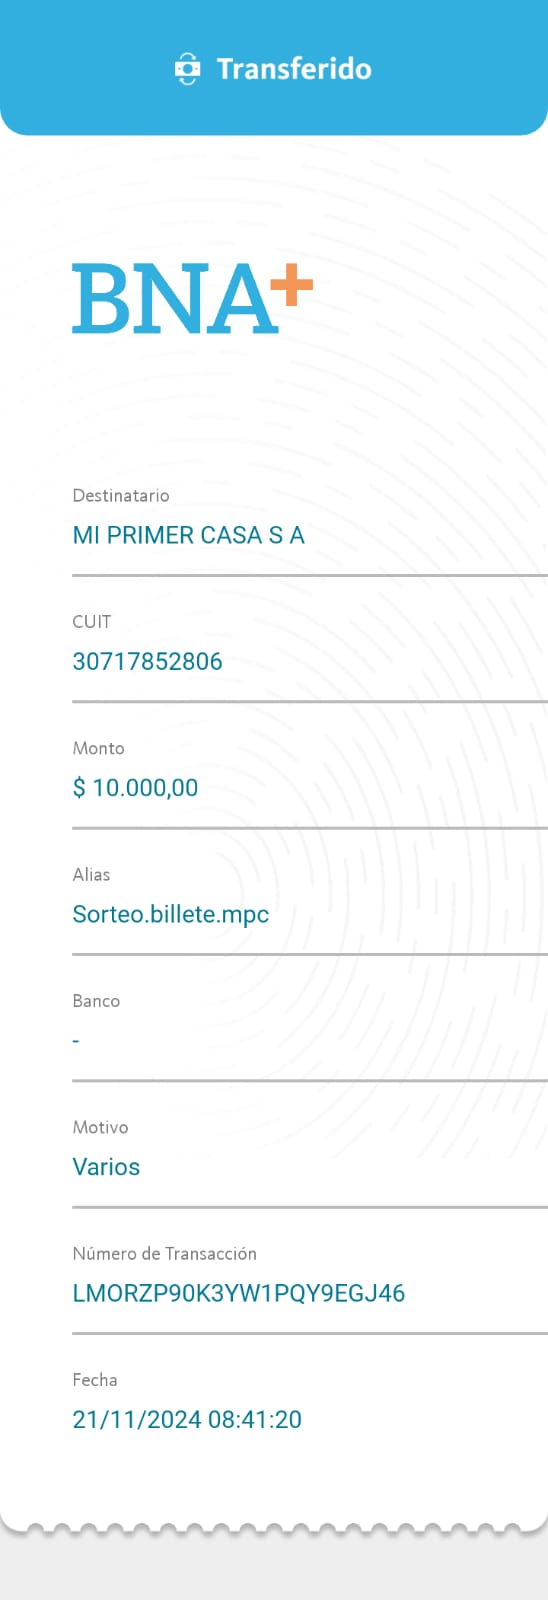 Transferido
BNA+
Destinatario
MI PRIMER CASA S A
CUIT
30717852806
Monto
$ 10.000,00
Alias
Sorteo.billete.mpc
Banco
-
Motivo
Varios
Número de Transacción
LMORZP90K3YW1PQY9EGJ46
Fecha
21/11/2024 08:41:20